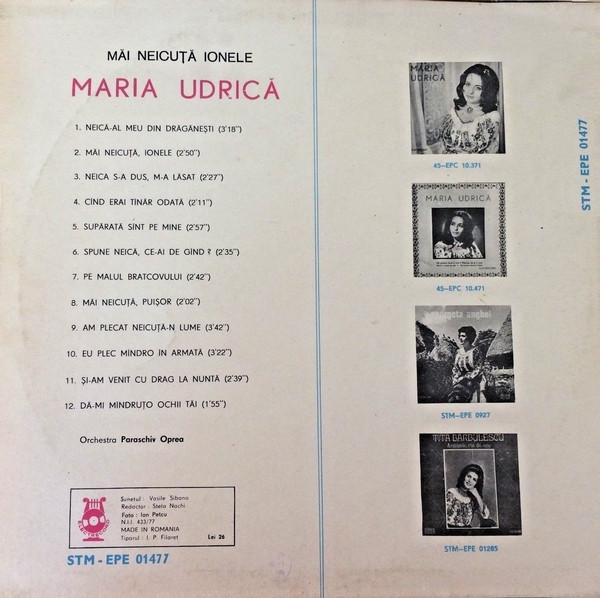 MĂI NEICUȚĂ IONELE
MARIA UDRICĂ
1. NEICĂ-AL MEU DIN DRĂGĂNEȘTI (3'18")
2. MĂI NEICUȚĂ, IONELE (2'50")
3. NEICA S-A DUS, M-A LĂSAT (2'27")
4. CÎND ERAI TÎNĂR ODATĂ (2'11")
5. SUPĂRATĂ SÎNT PE MINE (2'57")
6. SPUNE NEICĂ, CE-AI DE GÎND ? (2'35")
7. PE MALUL BRATCOVULUI (2'42")
8. MĂI NEICUȚĂ, PUIȘOR (2'02")
9. AM PLECAT NEICUȚĂ-N LUME (3'42")
10. EU PLEC MÎNDRO ÎN ARMATĂ (3'22")
11. ȘI-AM VENIT CU DRAG LA NUNTĂ (2'39")
12. DĂ-MI MÎNDRUȚO OCHII TĂI (1'55")
Orchestra Paraschiv Oprea
ELECTRECORD
Sunetul : Vasile Sibana
Redactor : Stela Nachi
Foto : Ion Petcu
N.I.I. 433/77
MADE IN ROMANIA
Tiparul : I. P. Filaret Lei 26
STM - EPE 01477
MARIA
UDRICĂ
45—EPC 10.371
MARIA UDRICĂ
45—EPC 10.471
anghel
STM—EPE 0927
TITA BĂRBULESCU
STM—EPE 01285
STM - EPE 01477